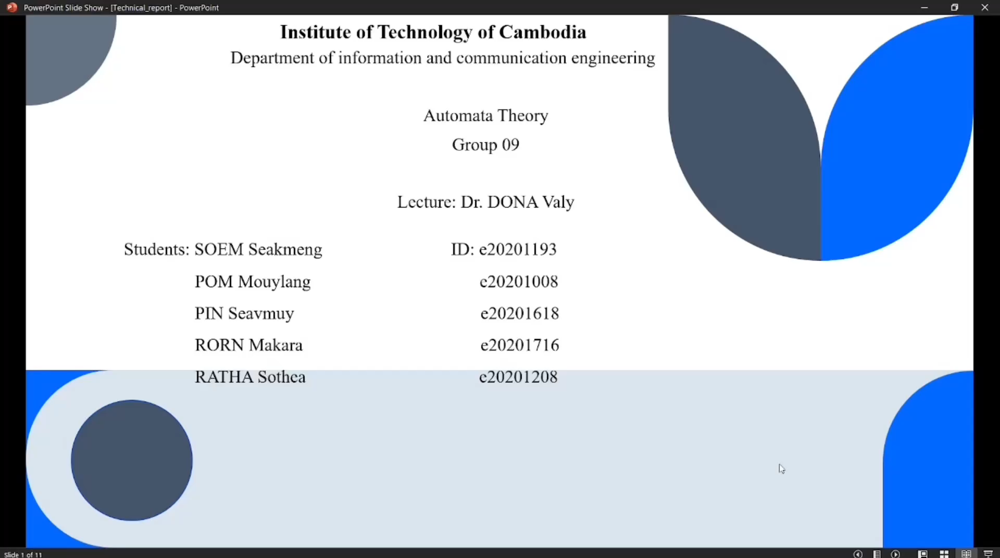 PowerPoint Slide Show - [Technical_report] - PowerPoint
Institute of Technology of Cambodia
Department of information and communication engineering
Automata Theory
Group 09
Lecture: Dr. DONA Valy
Students: SOEM Seakmeng ID: e20201193
POM Mouylang e20201008
PIN Seavmuy e20201618
RORN Makara e20201716
RATHA Sothea e20201208
Slide 1 of 11